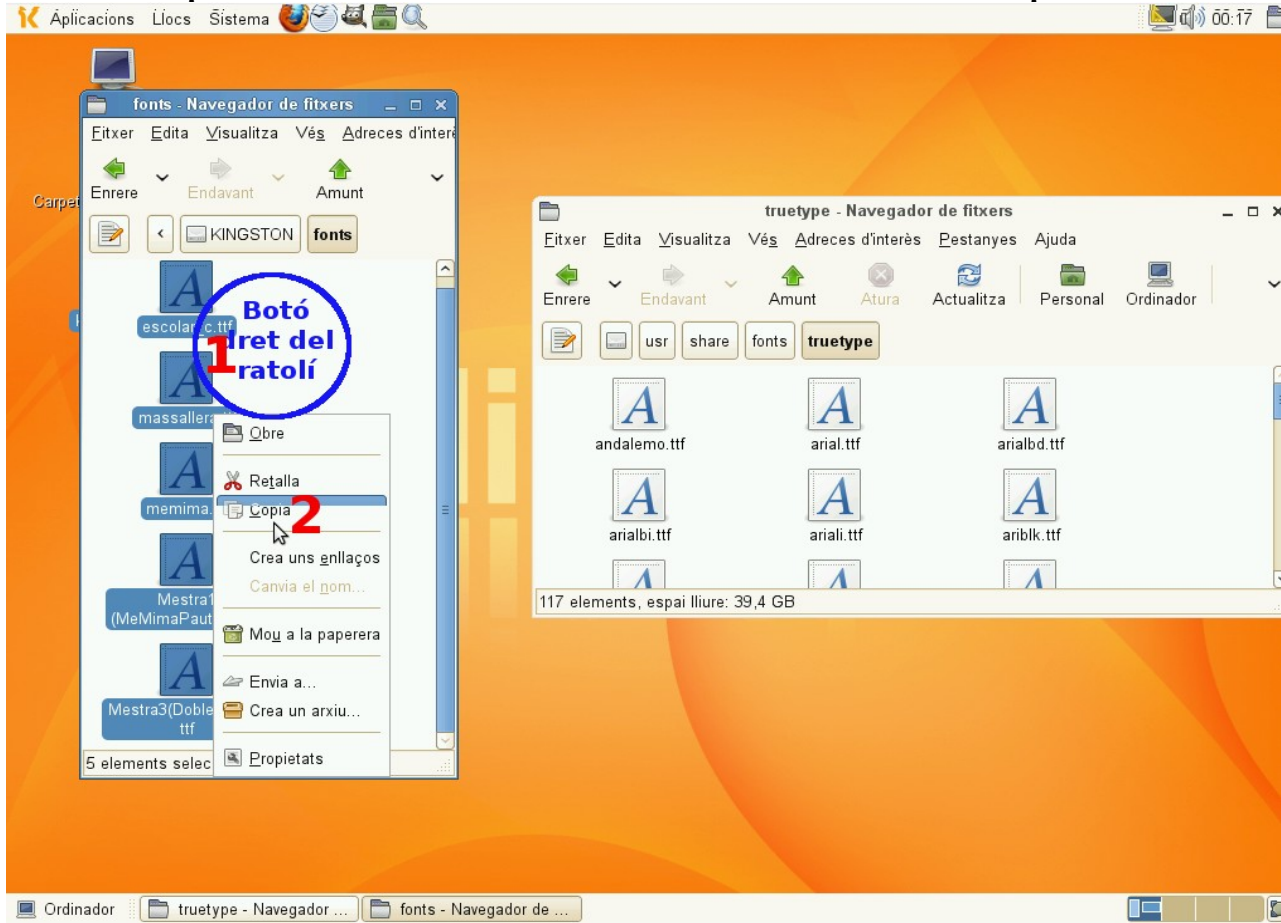 Aplicacions Llocs Sistema 00:17
fonts - Navegador de fitxers
Fitxer Edita Visualitza Vés Adreces d'interè
Enrere Endavant Amunt
Carpet
KINGSTON fonts
escolar_c.ttf
Botó
dret del
ratolí
1
massallera
Obre
Retalla
memima.
Copia
2
Crea uns enllaços
Canvia el nom...
Mestra1
(MeMimaPaut
Mou a la paperera
Envia a...
Mestra3(Doble
ttf
Crea un arxiu...
Propietats
5 elements selec
truetype - Navegador de fitxers
Fitxer Edita Visualitza Vés Adreces d'interès Pestanyes Ajuda
Enrere Endavant Amunt Atura Actualitza Personal Ordinador
usr share fonts truetype
andalemo.ttf arial.ttf arialbd.ttf
arialbi.ttf ariali.ttf ariblk.ttf
117 elements, espai lliure: 39,4 GB
Ordinador truetype - Navegador ... fonts - Navegador de ...